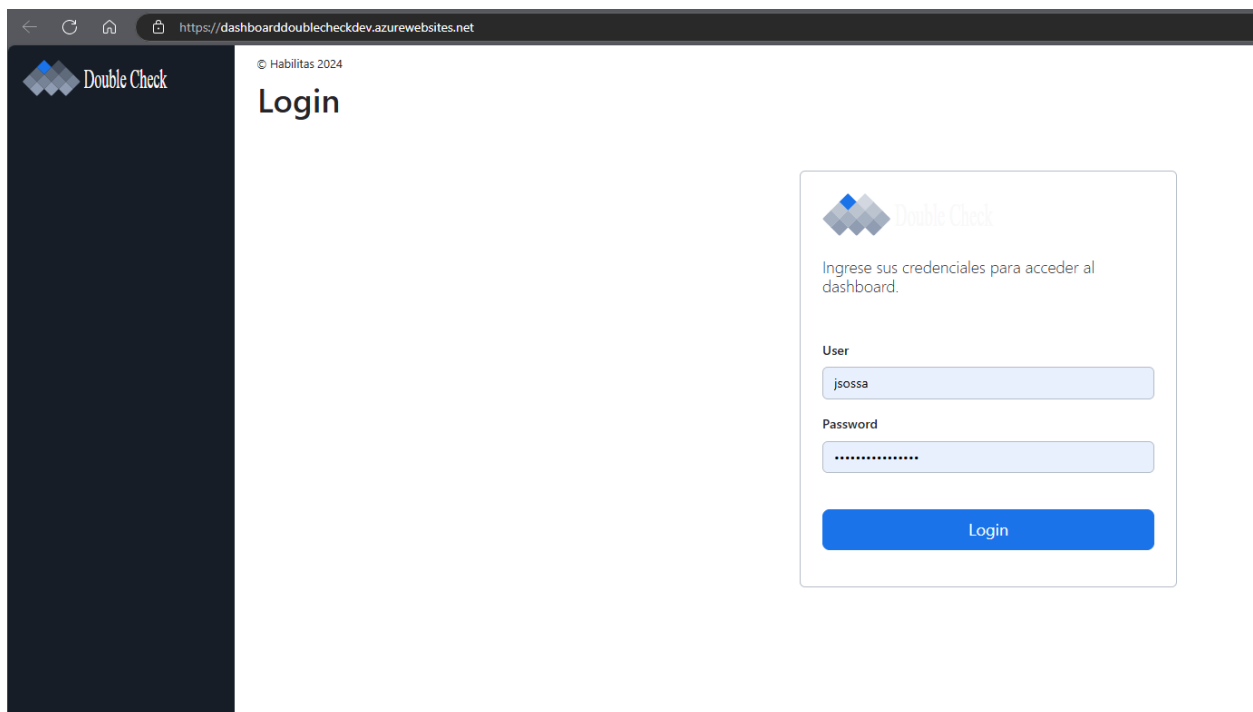 https://dashboarddoublecheckdev.azurewebsites.net
Double Check
© Habilitas 2024
Login
Double Check
Ingrese sus credenciales para acceder al
dashboard.
User
jsossa
Password
••••••••••••••••
Login